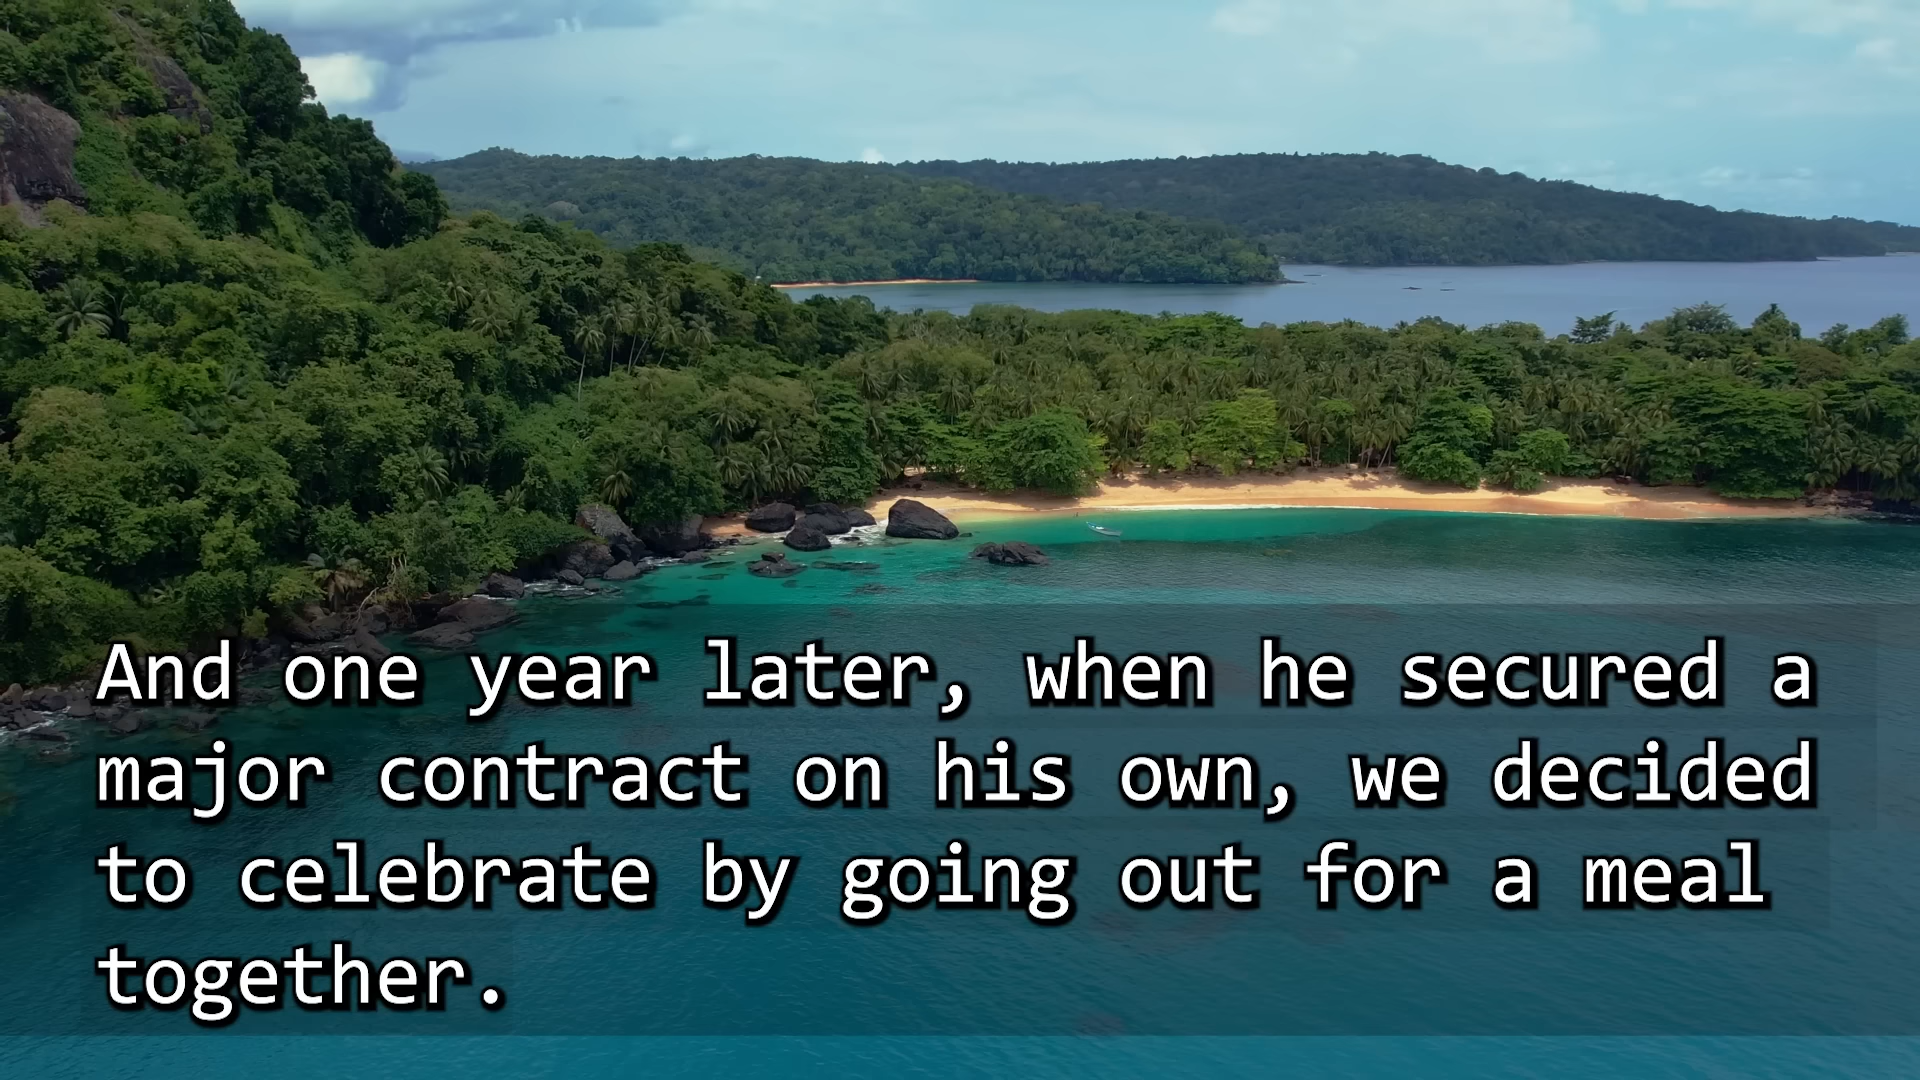 And one year later, when he secured a
major contract on his own, we decided
to celebrate by going out for a meal
together.